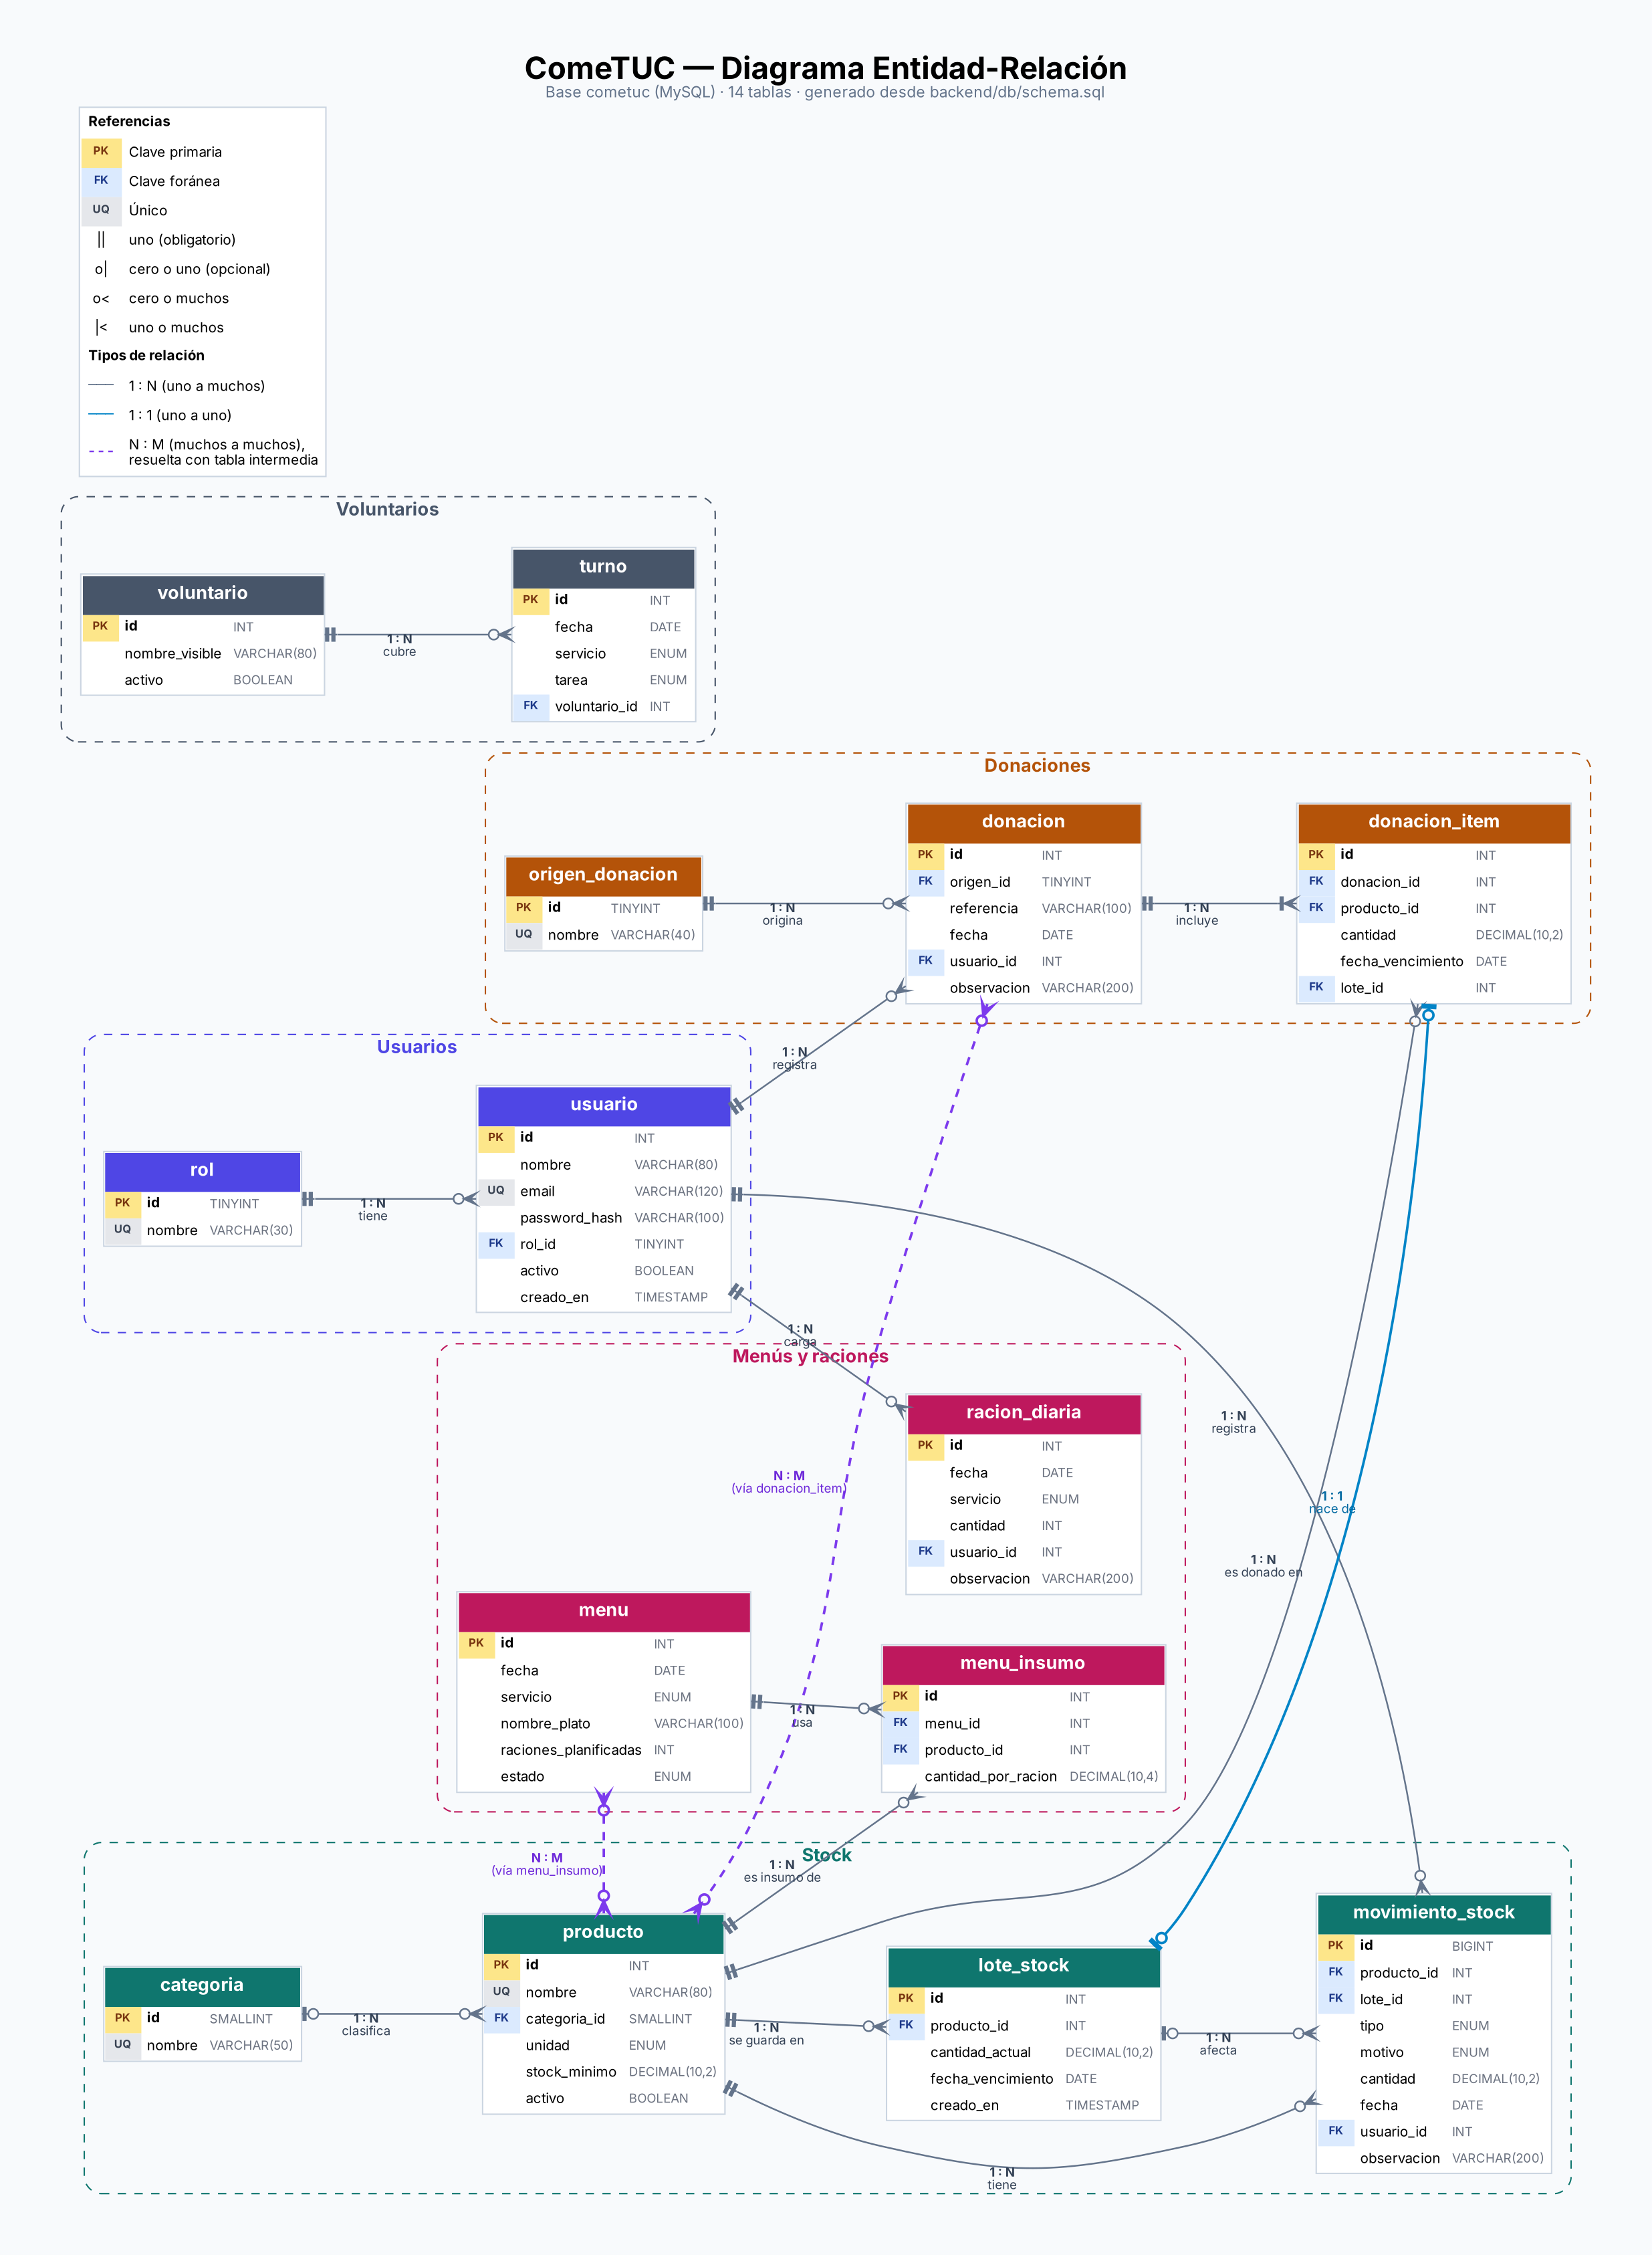 ComeTUC — Diagrama Entidad-Relación
Base cometuc (MySQL) · 14 tablas · generado desde backend/db/schema.sql
Referencias
PK Clave primaria
FK Clave foránea
UQ Único
|| uno (obligatorio)
o| cero o uno (opcional)
o< cero o muchos
|< uno o muchos
Tipos de relación
1 : N (uno a muchos)
1 : 1 (uno a uno)
N : M (muchos a muchos),
resuelta con tabla intermedia
Voluntarios
voluntario
PK id INT
nombre_visible VARCHAR(80)
activo BOOLEAN
1 : N
cubre
turno
PK id INT
fecha DATE
servicio ENUM
tarea ENUM
FK voluntario_id INT
Donaciones
origen_donacion
PK id TINYINT
UQ nombre VARCHAR(40)
1 : N
origina
donacion
PK id INT
FK origen_id TINYINT
referencia VARCHAR(100)
fecha DATE
FK usuario_id INT
observacion VARCHAR(200)
1 : N
incluye
donacion_item
PK id INT
FK donacion_id INT
FK producto_id INT
cantidad DECIMAL(10,2)
fecha_vencimiento DATE
FK lote_id INT
1 : N
registra
Usuarios
rol
PK id TINYINT
UQ nombre VARCHAR(30)
1 : N
tiene
usuario
PK id INT
nombre VARCHAR(80)
UQ email VARCHAR(120)
password_hash VARCHAR(100)
FK rol_id TINYINT
activo BOOLEAN
creado_en TIMESTAMP
1 : N
carga
Menús y raciones
racion_diaria
PK id INT
fecha DATE
servicio ENUM
cantidad INT
FK usuario_id INT
observacion VARCHAR(200)
1 : N
registra
N : M
(vía donacion_item)
1 : 1
nace de
1 : N
es donado en
menu
PK id INT
fecha DATE
servicio ENUM
nombre_plato VARCHAR(100)
raciones_planificadas INT
estado ENUM
1 : N
usa
menu_insumo
PK id INT
FK menu_id INT
FK producto_id INT
cantidad_por_racion DECIMAL(10,4)
Stock
N : M
(vía menu_insumo)
1 : N
es insumo de
categoria
PK id SMALLINT
UQ nombre VARCHAR(50)
1 : N
clasifica
producto
PK id INT
UQ nombre VARCHAR(80)
FK categoria_id SMALLINT
unidad ENUM
stock_minimo DECIMAL(10,2)
activo BOOLEAN
1 : N
se guarda en
lote_stock
PK id INT
FK producto_id INT
cantidad_actual DECIMAL(10,2)
fecha_vencimiento DATE
creado_en TIMESTAMP
1 : N
afecta
movimiento_stock
PK id BIGINT
FK producto_id INT
FK lote_id INT
tipo ENUM
motivo ENUM
cantidad DECIMAL(10,2)
fecha DATE
FK usuario_id INT
observacion VARCHAR(200)
1 : N
tiene